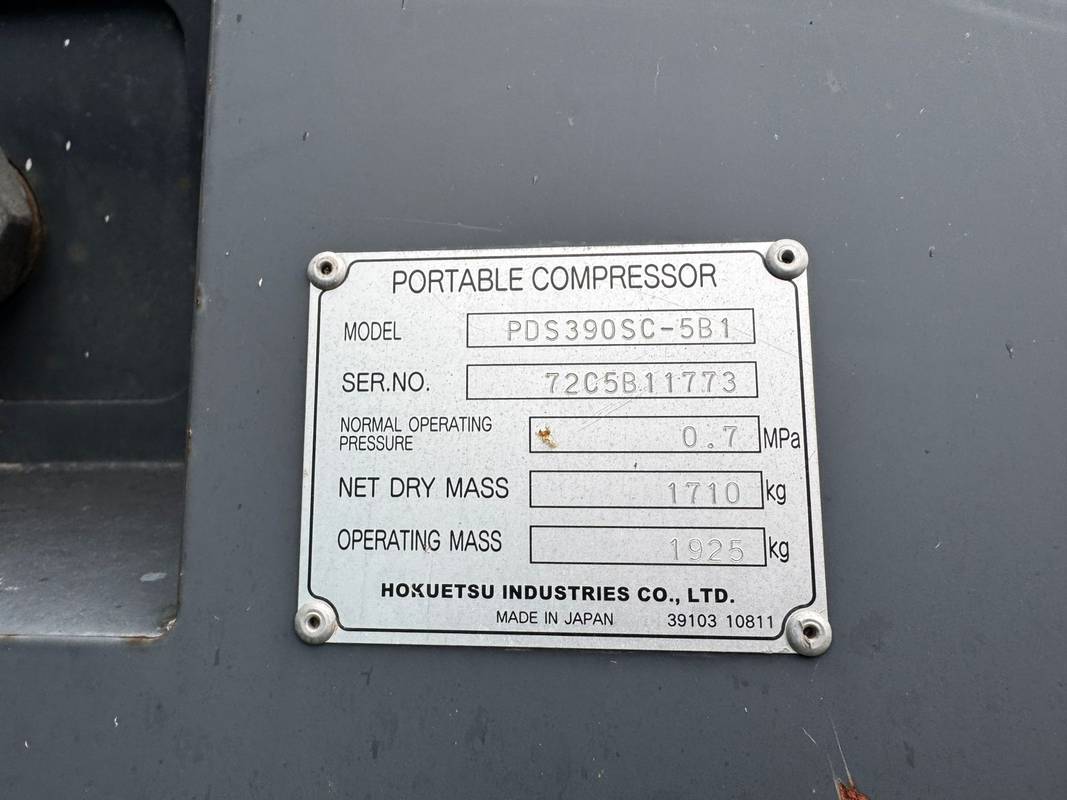 PORTABLE COMPRESSOR
MODEL PDS390SC-5B1
SER.NO. 72C5B11773
NORMAL OPERATING
PRESSURE 0.7 MPa
NET DRY MASS 1710 kg
OPERATING MASS 1925 kg
HOKUETSU INDUSTRIES CO., LTD.
MADE IN JAPAN 39103 10811